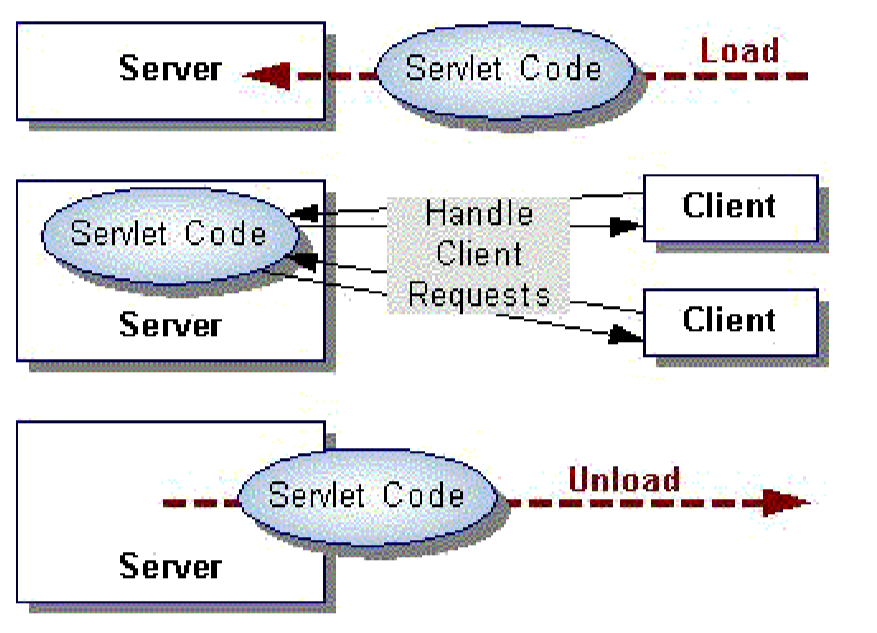 Server
Servlet Code
Load
Servlet Code
Server
Handle
Client
Requests
Client
Client
Servlet Code
Unload
Server